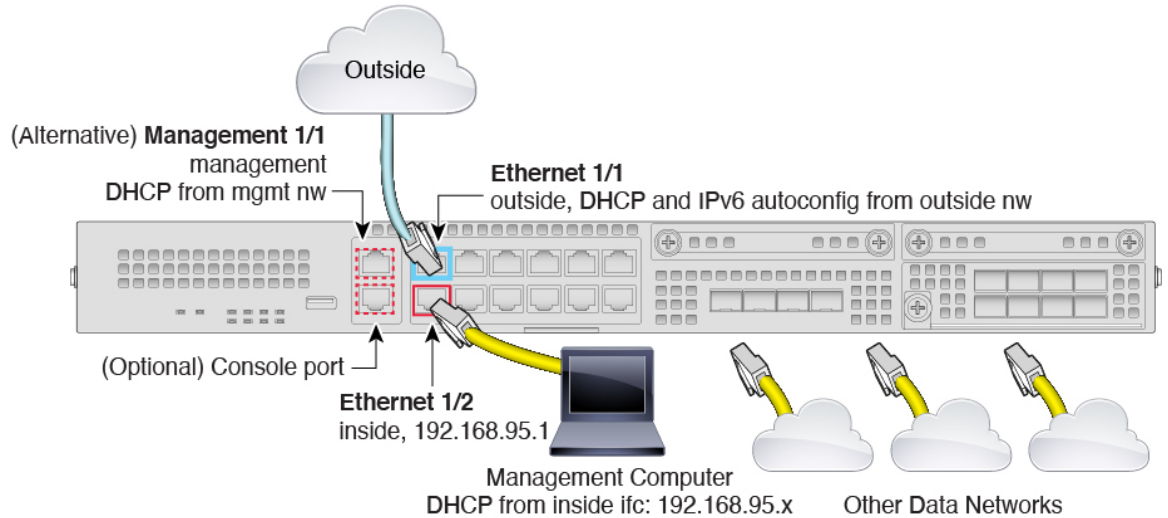 Outside
(Alternative) Management 1/1
management
DHCP from mgmt nw
Ethernet 1/1
outside, DHCP and IPv6 autoconfig from outside nw
(Optional) Console port
Ethernet 1/2
inside, 192.168.95.1
Management Computer
DHCP from inside ifc: 192.168.95.x
Other Data Networks